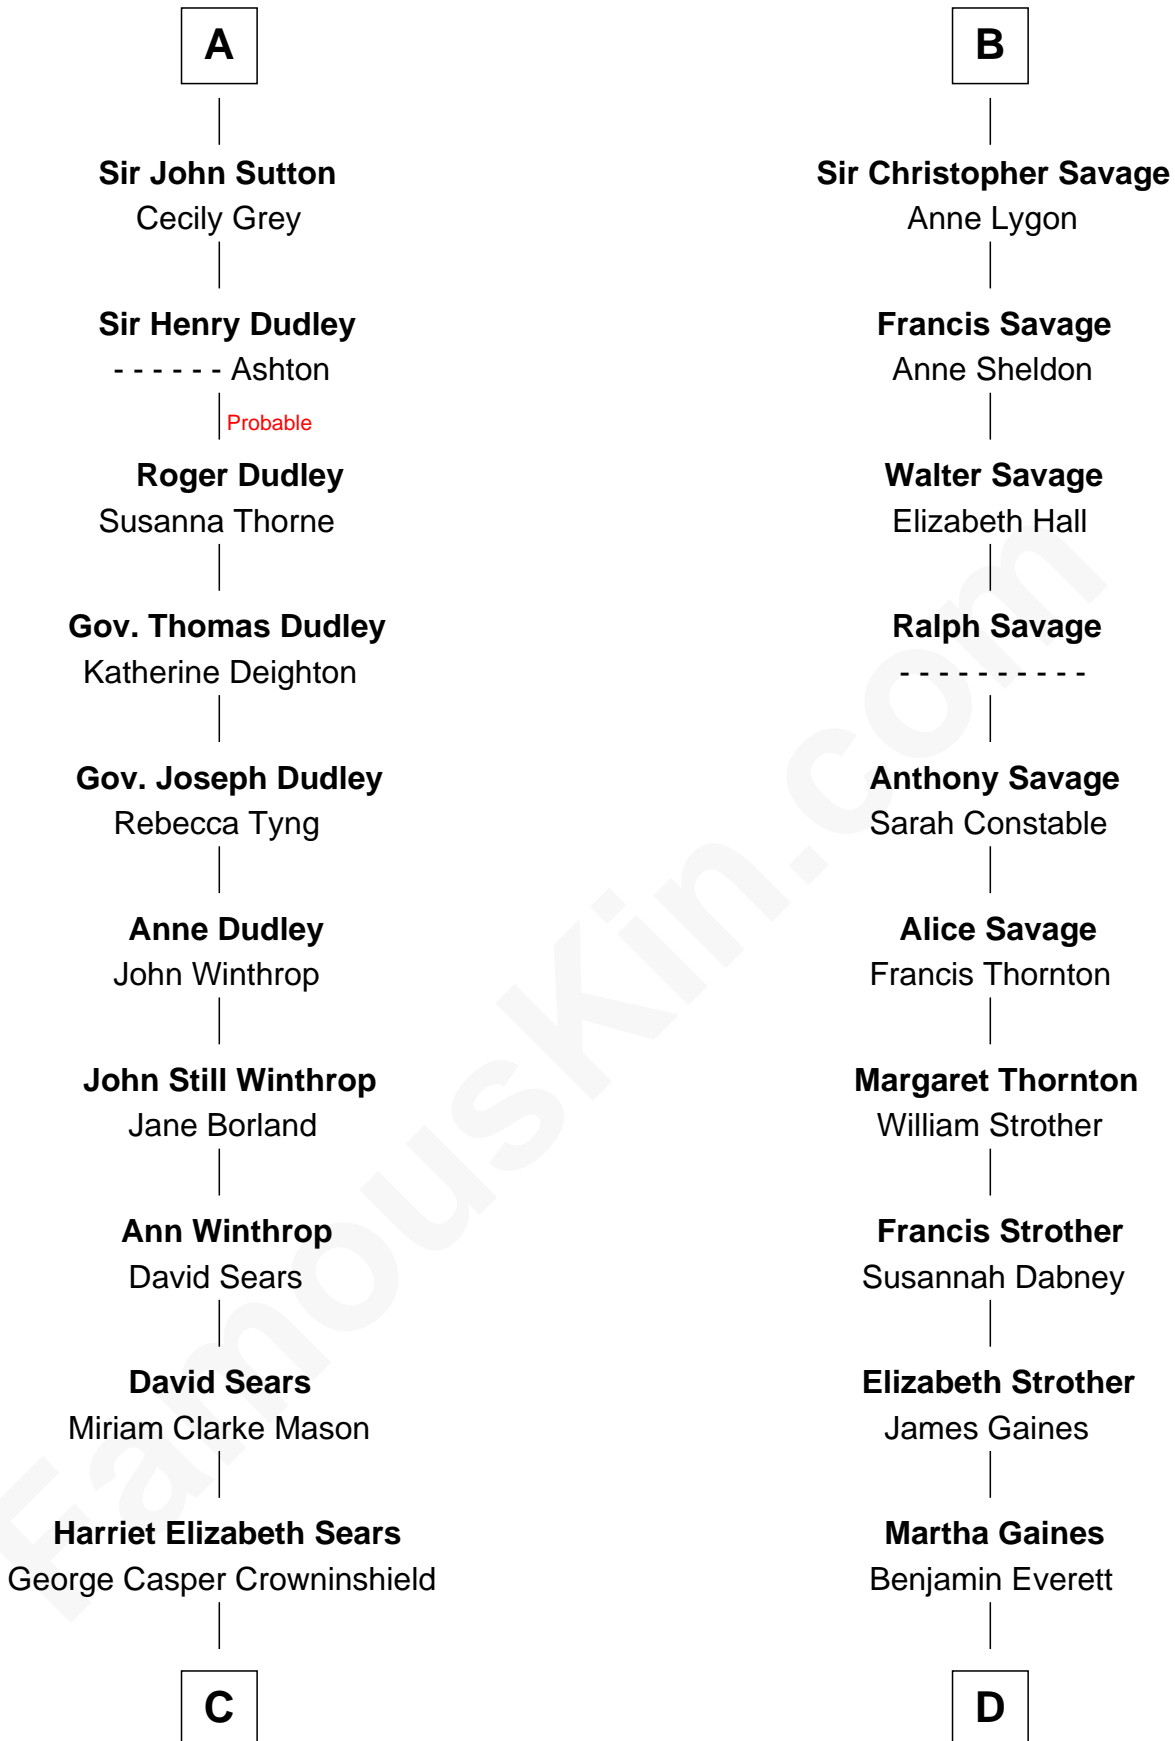 A
Sir John Sutton
Cecily Grey
Sir Henry Dudley
- - - - - - Ashton
Probable
Roger Dudley
Susanna Thorne
Gov. Thomas Dudley
Katherine Deighton
Gov. Joseph Dudley
Rebecca Tyng
Anne Dudley
John Winthrop
John Still Winthrop
Jane Borland
Ann Winthrop
David Sears
David Sears
Miriam Clarke Mason
Harriet Elizabeth Sears
George Casper Crowninshield
C
B
Sir Christopher Savage
Anne Lygon
Francis Savage
Anne Sheldon
Walter Savage
Elizabeth Hall
Ralph Savage
- - - - - - - - - -
Anthony Savage
Sarah Constable
Alice Savage
Francis Thornton
Margaret Thornton
William Strother
Francis Strother
Susannah Dabney
Elizabeth Strother
James Gaines
Martha Gaines
Benjamin Everett
D
FamousKin.com